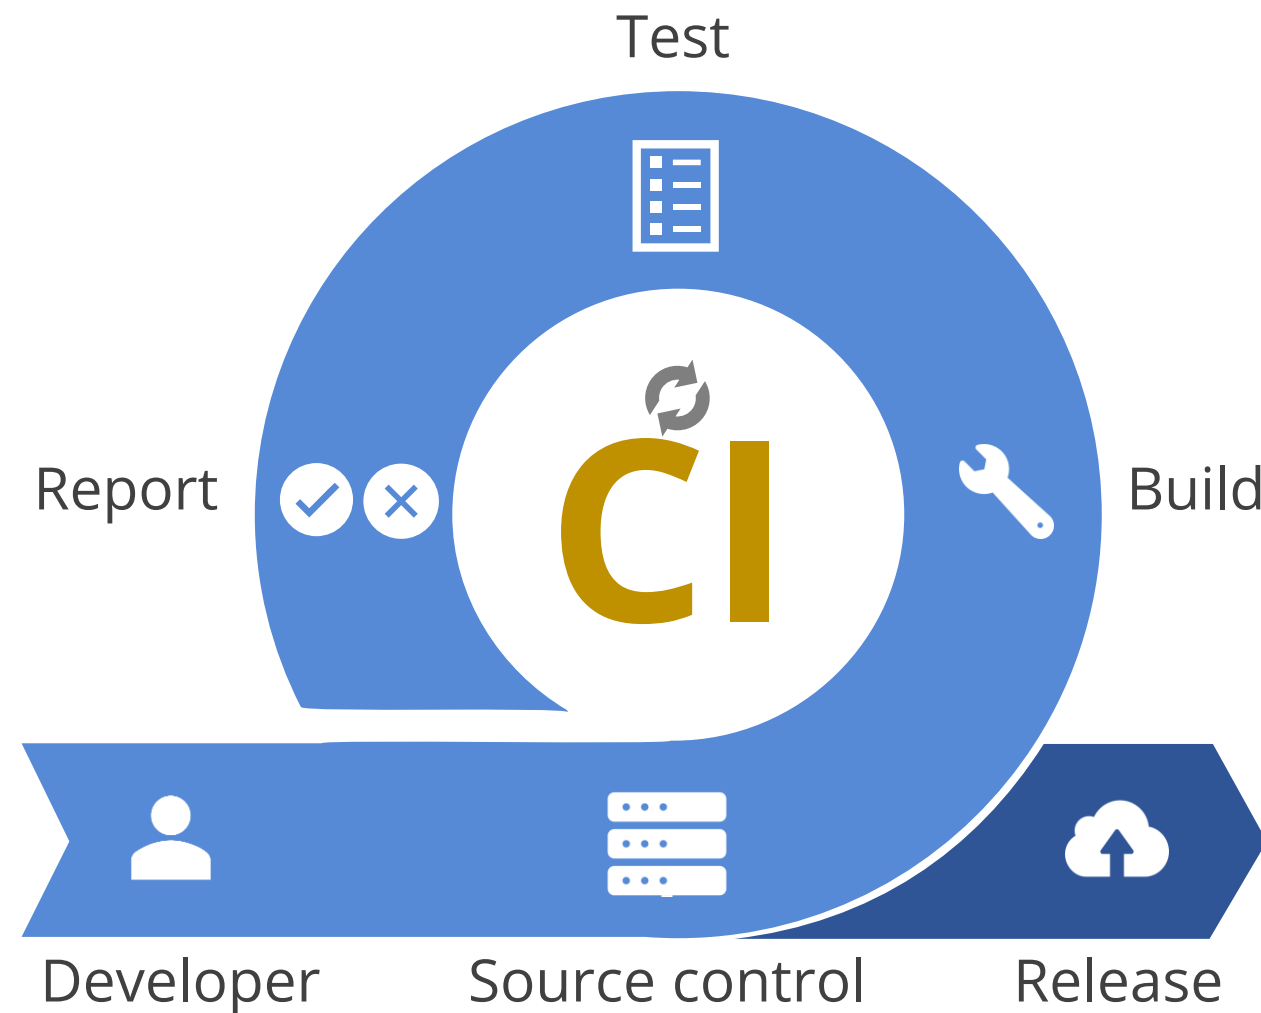 Test
Report
CI
Build
Developer
Source control
Release